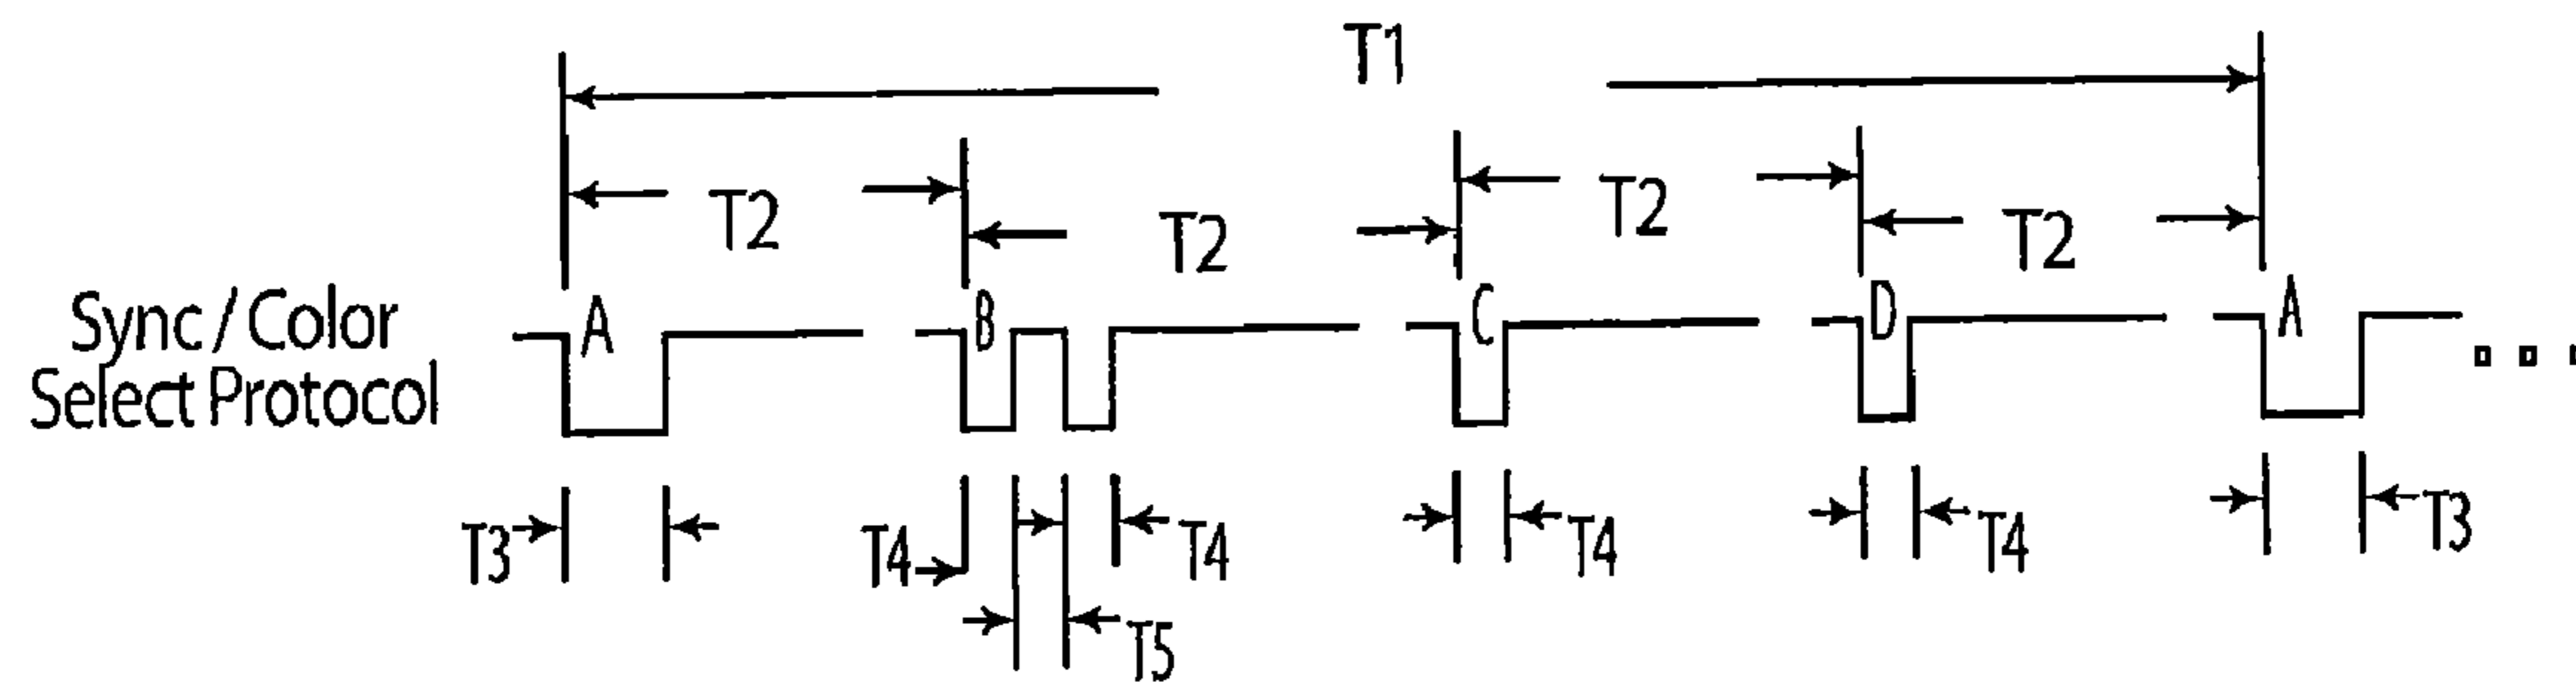 T1
T2
T2
T2
T2
Sync / Color
Select Protocol
A
B
C
D
A
T3
T4
T4
T5
T4
T4
T3